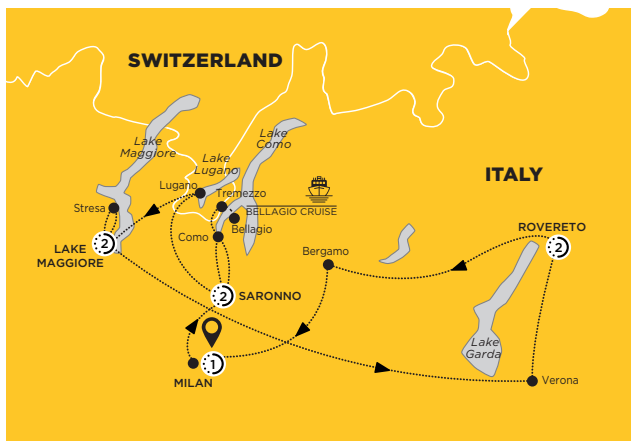 SWITZERLAND
Lake
Maggiore
Lake
Lugano
Lake
Como
ITALY
Lugano
Tremezzo
BELLAGIO CRUISE
Stresa
Bellagio
Como
2
LAKE
MAGGIORE
Bergamo
ROVERETO
2
2
SARONNO
Lake
Garda
1
MILAN
Verona